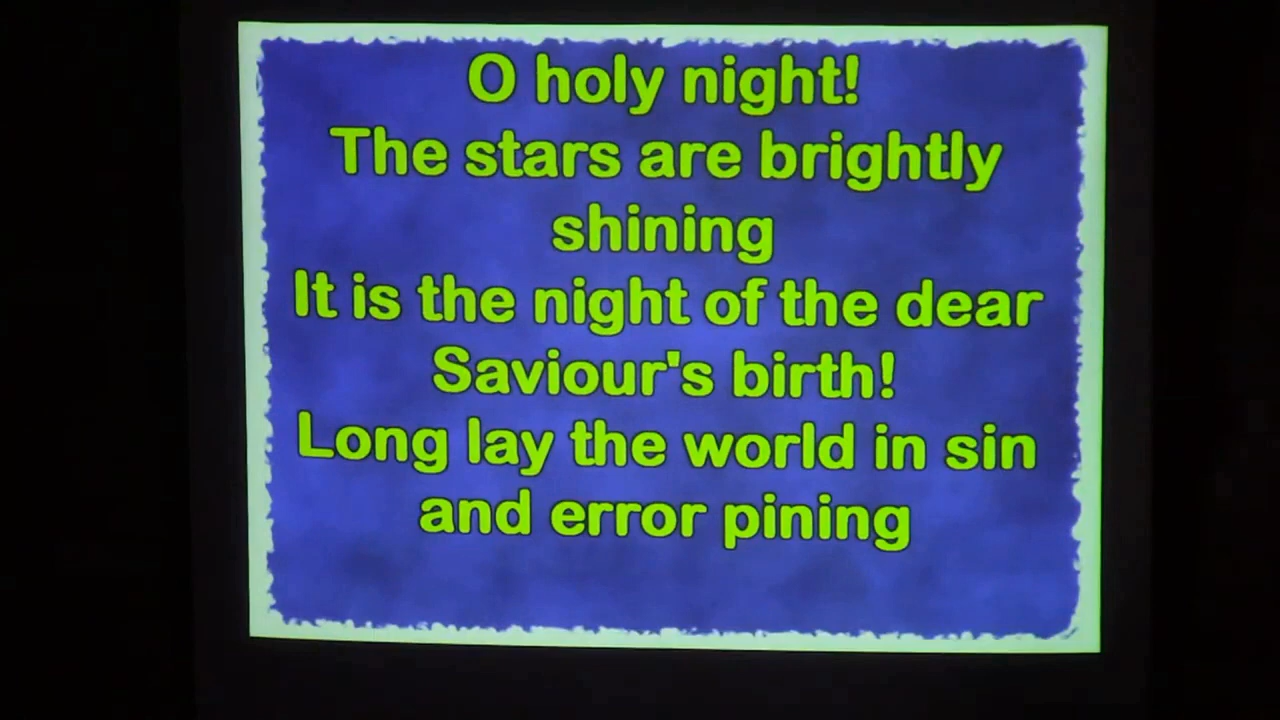 O holy night!
The stars are brightly
shining
It is the night of the dear
Saviour's birth!
Long lay the world in sin
and error pining